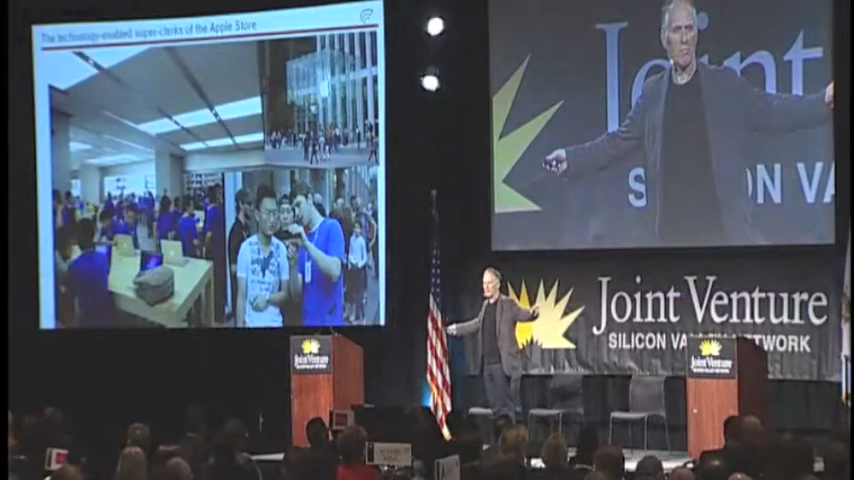 The technology-enabled super-clerks of the Apple Store
Joint
SILICON VALL
Joint Venture
SILICON VALLEY NETWORK
Joint Venture
Joint Venture